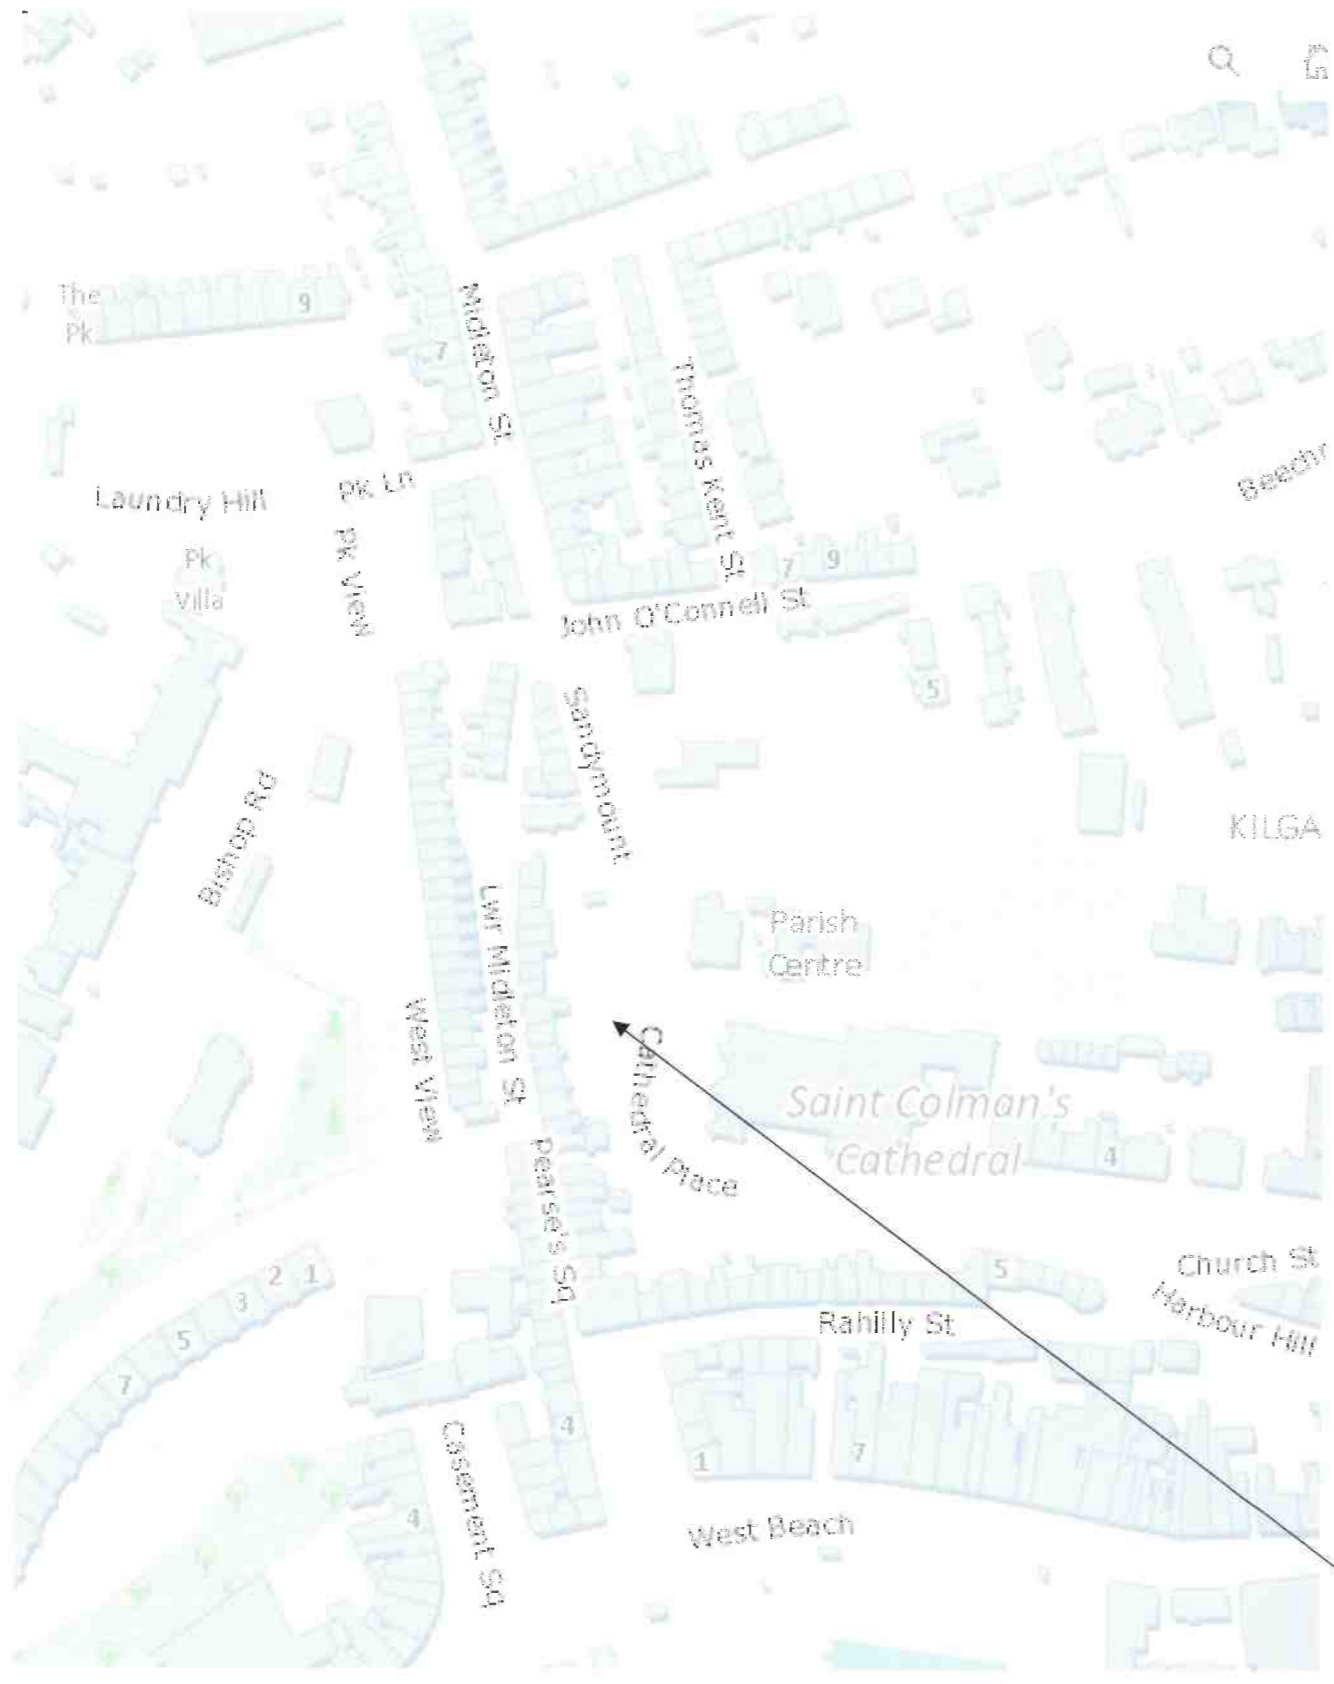 The
Pk
9
7
Midleton St
Thomas Kent St
Laundry Hill
Pk Ln
Pk View
Pk
Villa
7
9
John O'Connell St
5
Sandymount
Bishop Rd
KILGA
Parish
Centre
Lwr Midleton St
West View
Cathedral Place
Saint Colman's
Cathedral
4
Pearse's Sq
Church St
Harbour Hill
5
1
2
3
5
7
Rahilly St
4
1
7
4
Casement Sq
West Beach